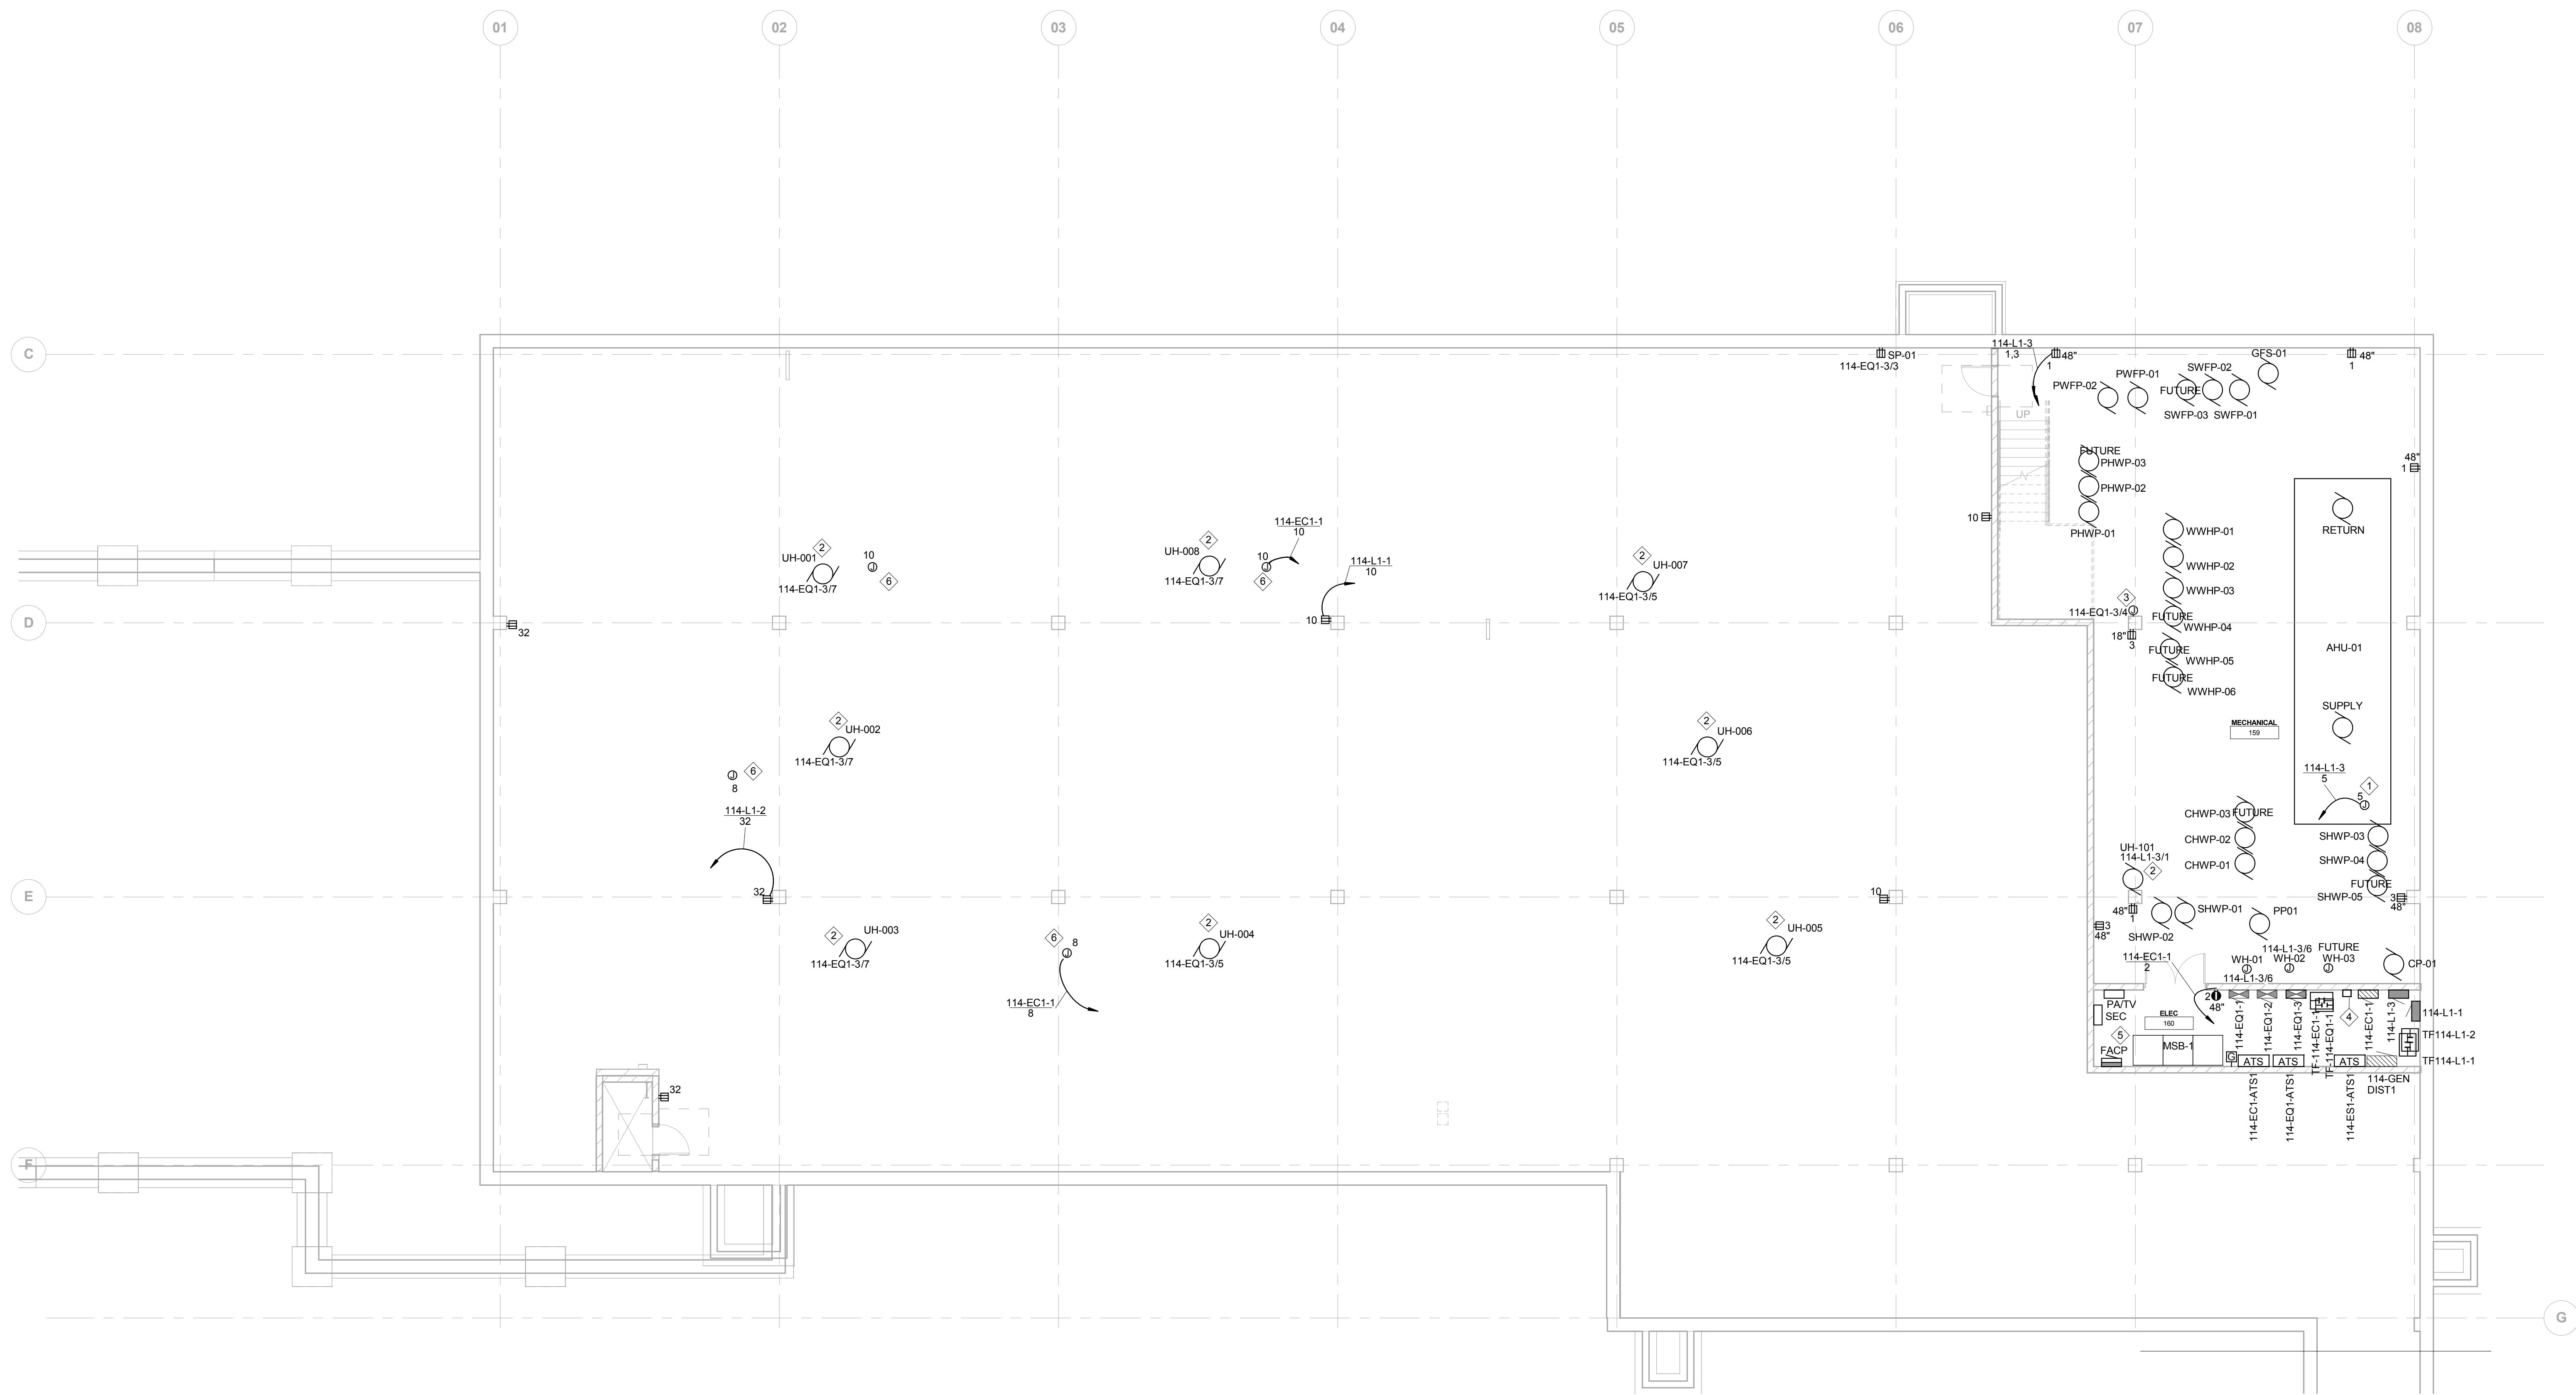 01 02 03 04 05 06 07 08
C
D
E
F
G
SP-01
114-EQ1-3/3
114-L1-3
1,3
48"
1
48"
1
GFS-01
SWFP-02
PWFP-01
PWFP-02
FUTURE
SWFP-03
SWFP-01
UP
FUTURE
PHWP-03
PHWP-02
PHWP-01
48"
1
10
RETURN
WWHP-01
WWHP-02
WWHP-03
FUTURE
WWHP-04
FUTURE
WWHP-05
FUTURE
WWHP-06
AHU-01
SUPPLY
MECHANICAL
159
114-L1-3
5
1
5
J
2
UH-001
114-EQ1-3/7
10
J
6
2
UH-008
114-EQ1-3/7
114-EC1-1
10
10
J
6
114-L1-1
10
10
2
UH-007
114-EQ1-3/5
3
J
114-EQ1-3/4
18"
3
32
2
UH-002
114-EQ1-3/7
J
6
8
114-L1-2
32
32
2
UH-006
114-EQ1-3/5
CHWP-03
FUTURE
CHWP-02
CHWP-01
SHWP-03
SHWP-04
FUTURE
SHWP-05
3
48"
UH-101
114-L1-3/1
2
48"
1
10
2
UH-003
114-EQ1-3/7
6
8
J
114-EC1-1
8
2
UH-004
114-EQ1-3/5
2
UH-005
114-EQ1-3/5
3
48"
SHWP-01
SHWP-02
PP01
114-EC1-1
2
WH-01
J
114-L1-3/6
114-L1-3/6
WH-02
J
FUTURE
WH-03
J
CP-01
2
48"
PA/TV
SEC
ELEC
160
5
FACP
MSB-1
G
ATS
ATS
ATS
4
114-EQ1-1
114-EQ1-2
114-EQ1-3
TF-114-EC1-1
TF-114-EQ1-1
114-EC1-1
114-L1-3
114-L1-1
TF114-L1-2
TF114-L1-1
114-GEN
DIST1
114-EC1-ATS1
114-EQ1-ATS1
114-ES1-ATS1
32